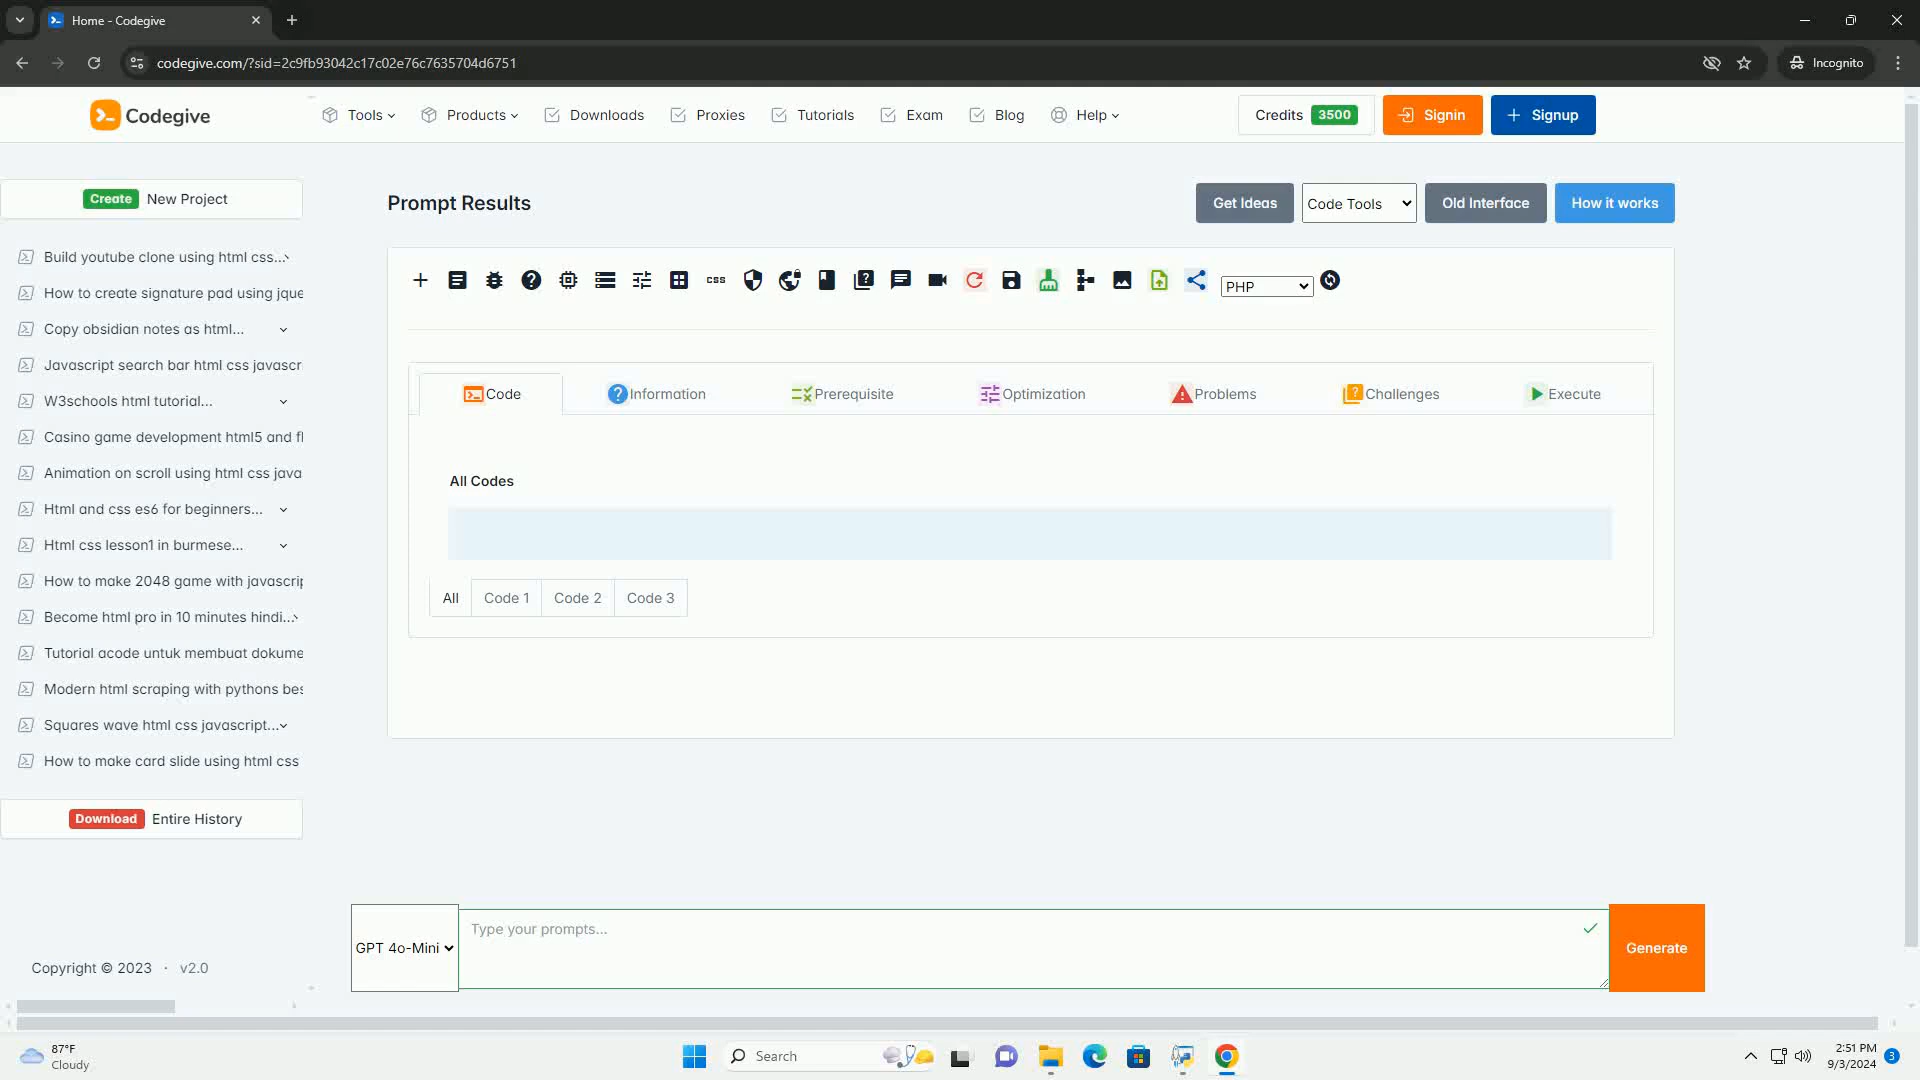 Home - Codegive
codegive.com/?sid=2c9fb93042c17c02e76c7635704d6751
Incognito
Codegive
Tools
Products
Downloads
Proxies
Tutorials
Exam
Blog
Help
Credits 3500
Signin
Signup
Create New Project
Build youtube clone using html css...
How to create signature pad using jque
Copy obsidian notes as html...
Javascript search bar html css javascr
W3schools html tutorial...
Casino game development html5 and fl
Animation on scroll using html css java
Html and css es6 for beginners...
Html css lesson1 in burmese...
How to make 2048 game with javascrip
Become html pro in 10 minutes hindi...
Tutorial acode untuk membuat dokume
Modern html scraping with pythons bes
Squares wave html css javascript...
How to make card slide using html css
Download Entire History
Copyright © 2023 · v2.0
Prompt Results
Get Ideas
Code Tools
Old Interface
How it works
css
PHP
Code
Information
Prerequisite
Optimization
Problems
Challenges
Execute
All Codes
All
Code 1
Code 2
Code 3
GPT 4o-Mini
Type your prompts...
Generate
87°F
Cloudy
Search
2:51 PM
9/3/2024
3